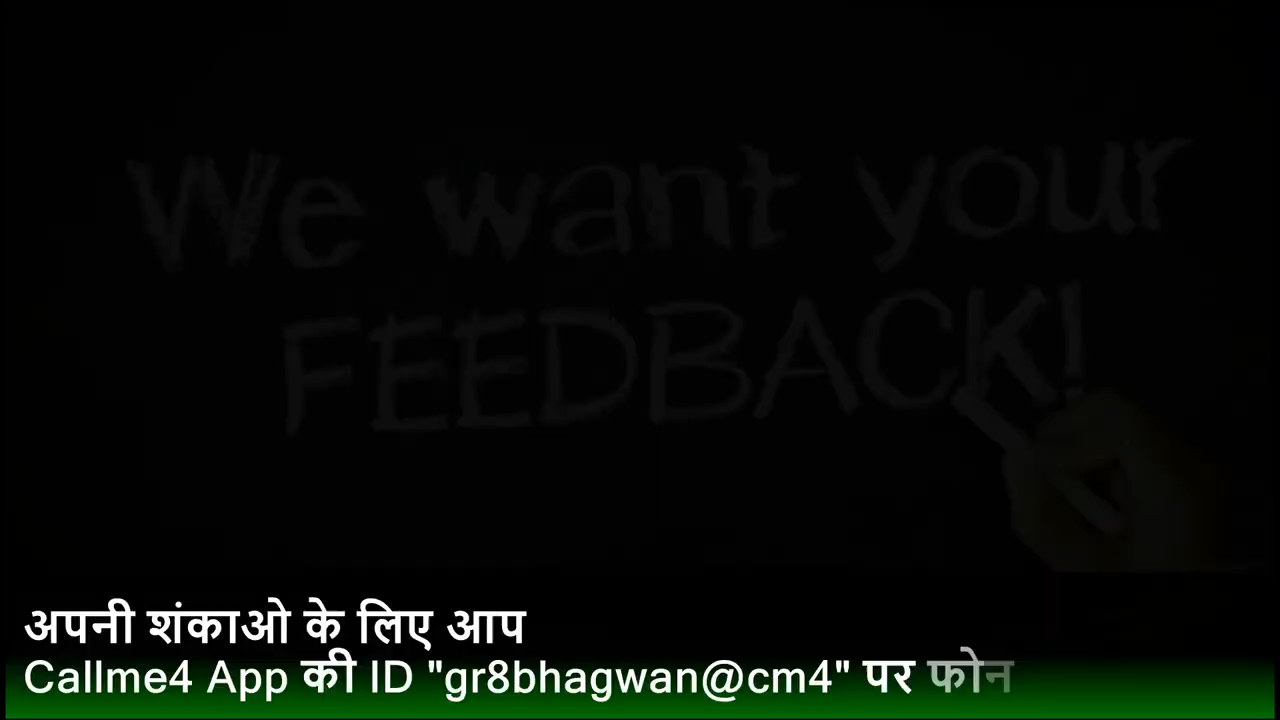 We want your
FEEDBACK!
अपनी शंकाओ के लिए आप
Callme4 App की ID "gr8bhagwan@cm4" पर फोन